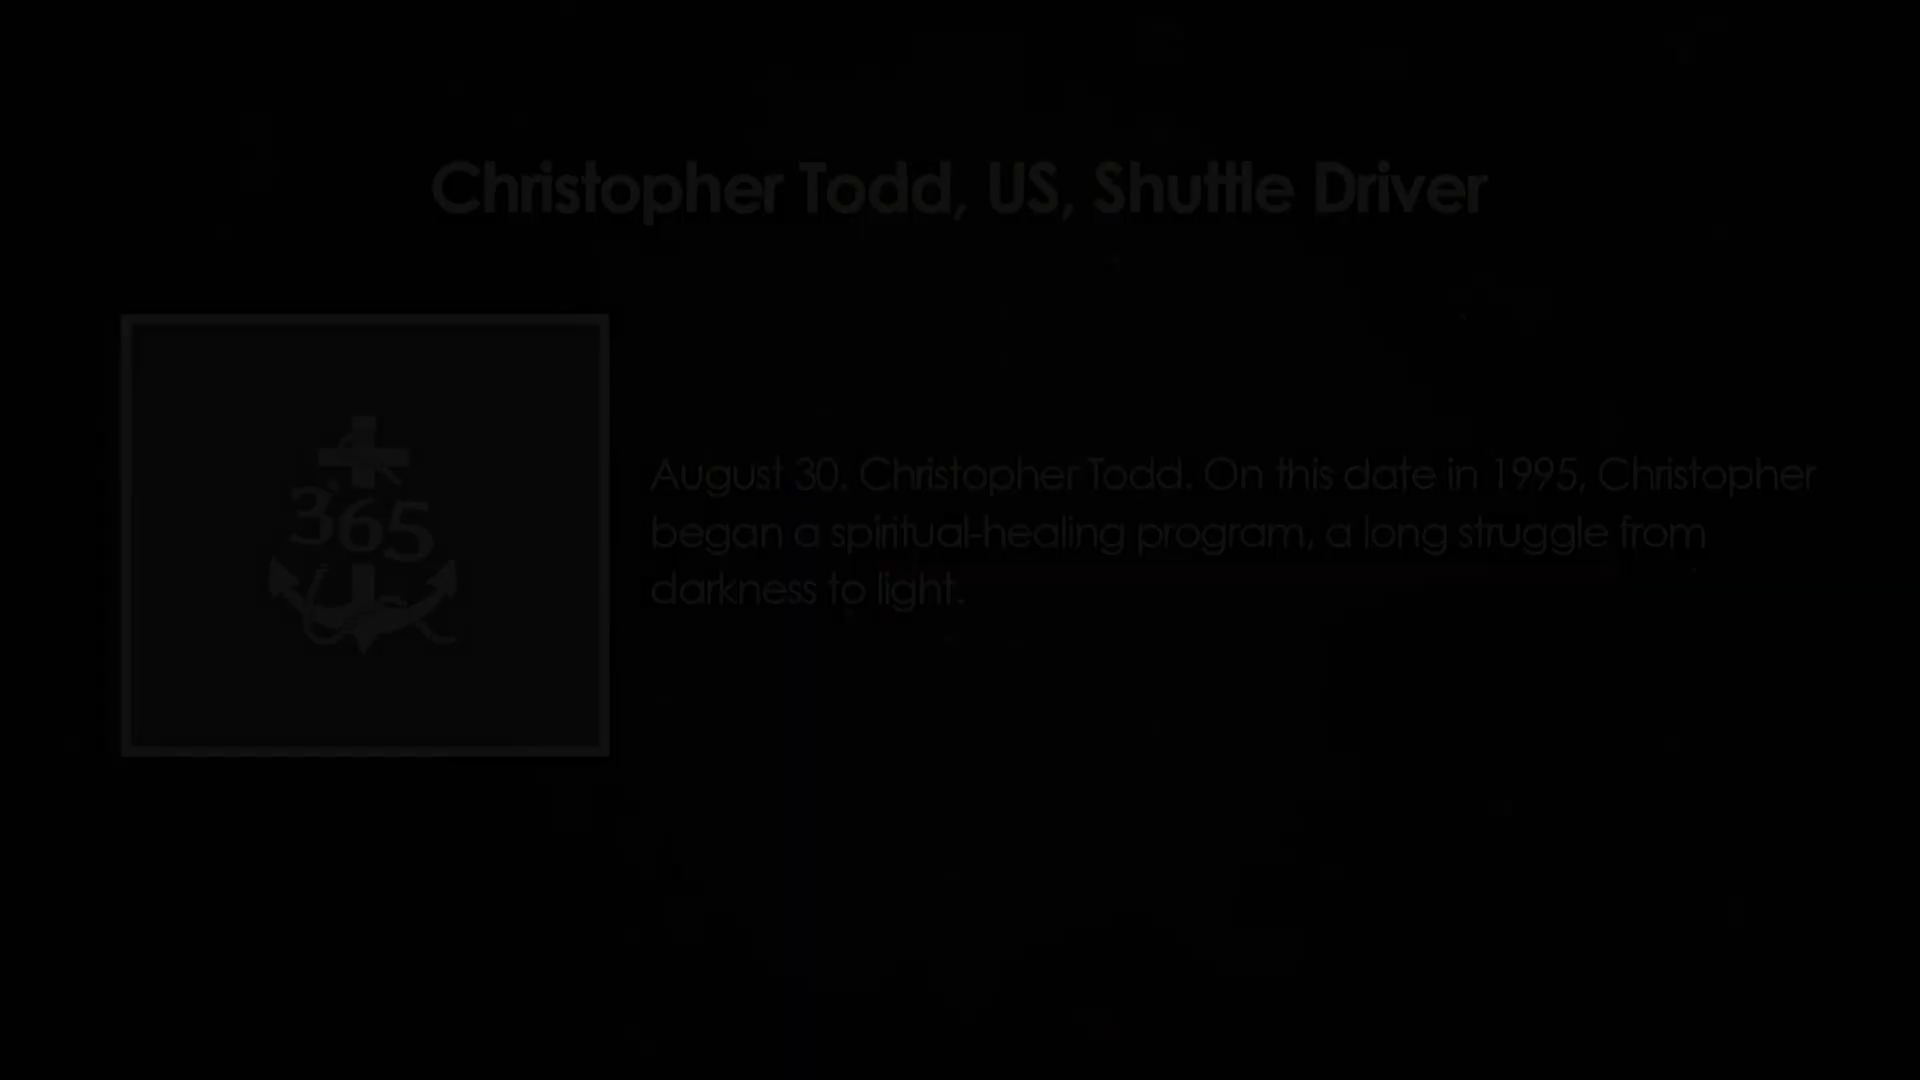 Christopher Todd, US, Shuttle Driver
365
August 30. Christopher Todd. On this date in 1995, Christopher
began a spiritual-healing program, a long struggle from
darkness to light.